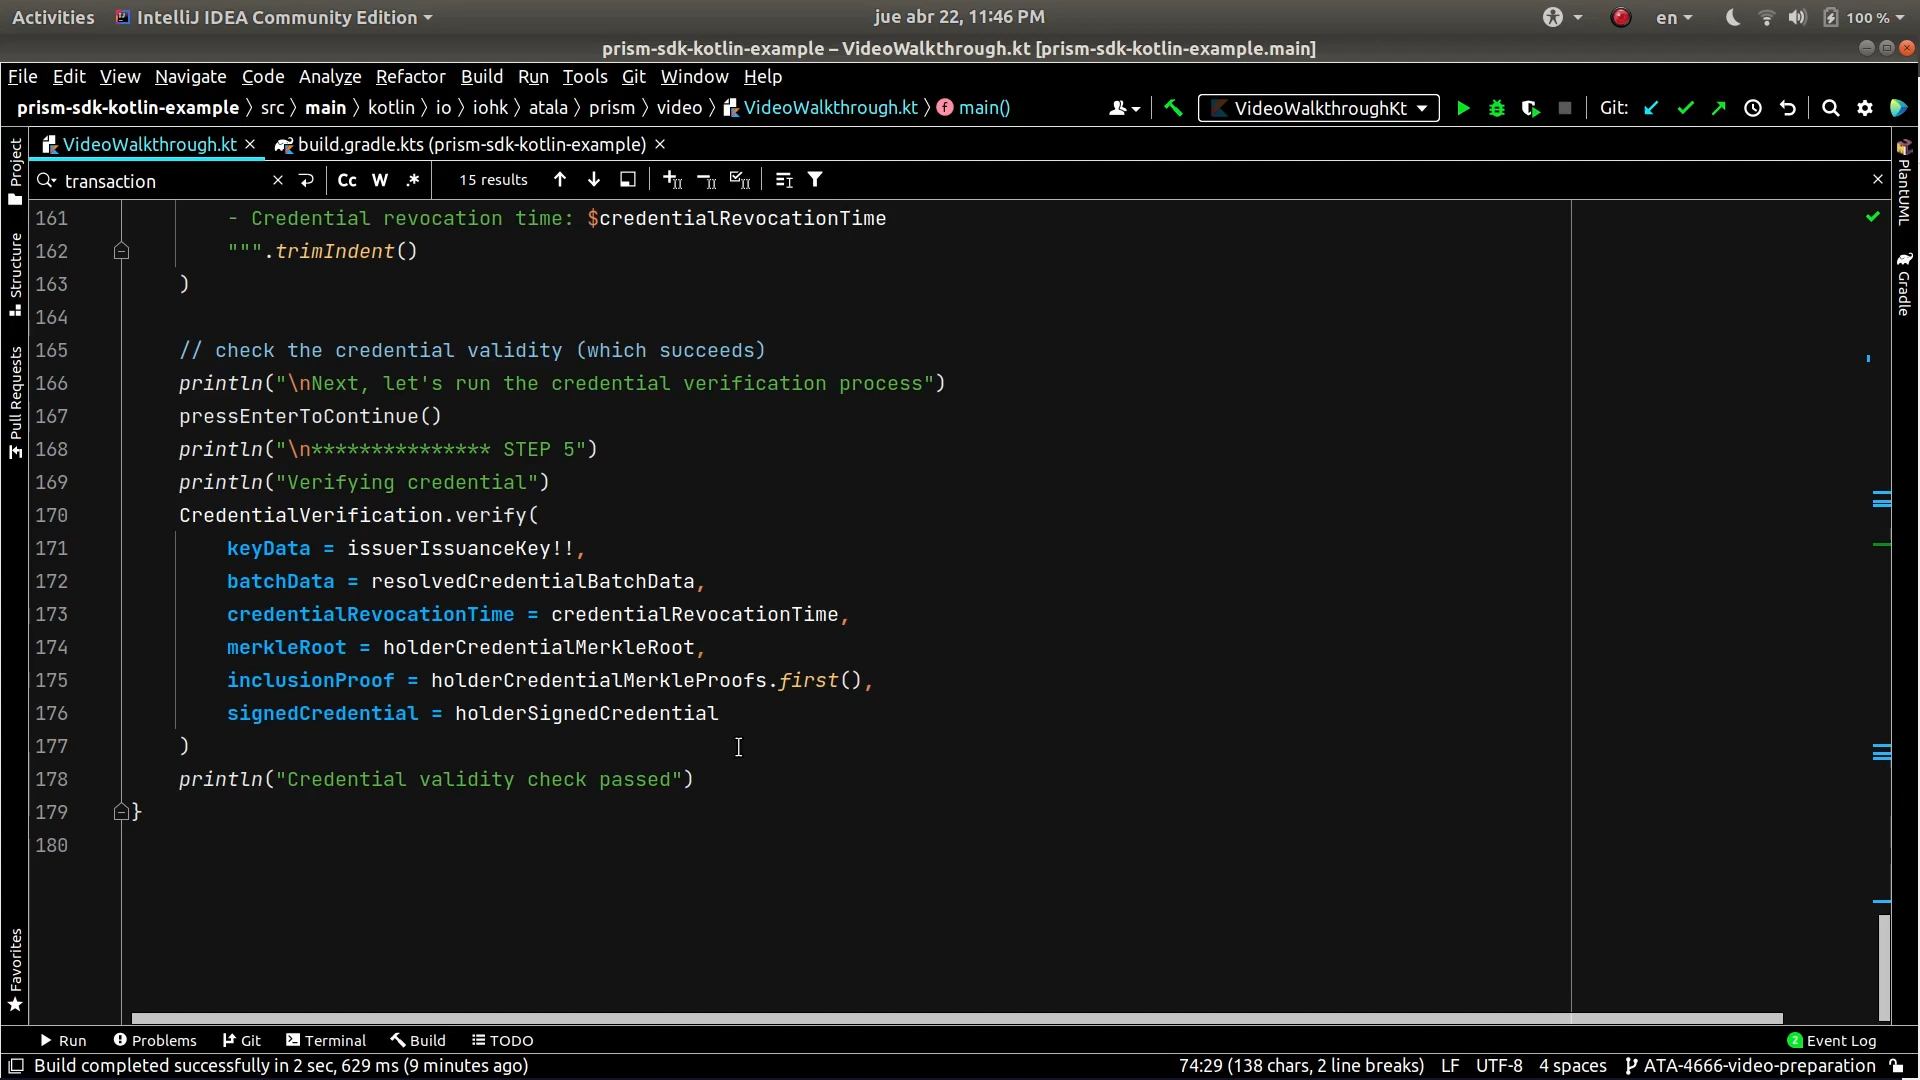 Activities IntelliJ IDEA Community Edition jue abr 22, 11:46 PM en 100 %
prism-sdk-kotlin-example – VideoWalkthrough.kt [prism-sdk-kotlin-example.main]
File Edit View Navigate Code Analyze Refactor Build Run Tools Git Window Help
prism-sdk-kotlin-example src main kotlin io iohk atala prism video VideoWalkthrough.kt main() VideoWalkthroughKt Git:
VideoWalkthrough.kt build.gradle.kts (prism-sdk-kotlin-example)
transaction Cc W .* 15 results
Project
Structure
Pull Requests
Favorites
PlantUML
Gradle
161 - Credential revocation time: $credentialRevocationTime
162 """.trimIndent()
163 )
164
165 // check the credential validity (which succeeds)
166 println("\nNext, let's run the credential verification process")
167 pressEnterToContinue()
168 println("\n*************** STEP 5")
169 println("Verifying credential")
170 CredentialVerification.verify(
171 keyData = issuerIssuanceKey!!,
172 batchData = resolvedCredentialBatchData,
173 credentialRevocationTime = credentialRevocationTime,
174 merkleRoot = holderCredentialMerkleRoot,
175 inclusionProof = holderCredentialMerkleProofs.first(),
176 signedCredential = holderSignedCredential
177 )
178 println("Credential validity check passed")
179 }
180
Run Problems Git Terminal Build TODO 2 Event Log
Build completed successfully in 2 sec, 629 ms (9 minutes ago) 74:29 (138 chars, 2 line breaks) LF UTF-8 4 spaces ATA-4666-video-preparation